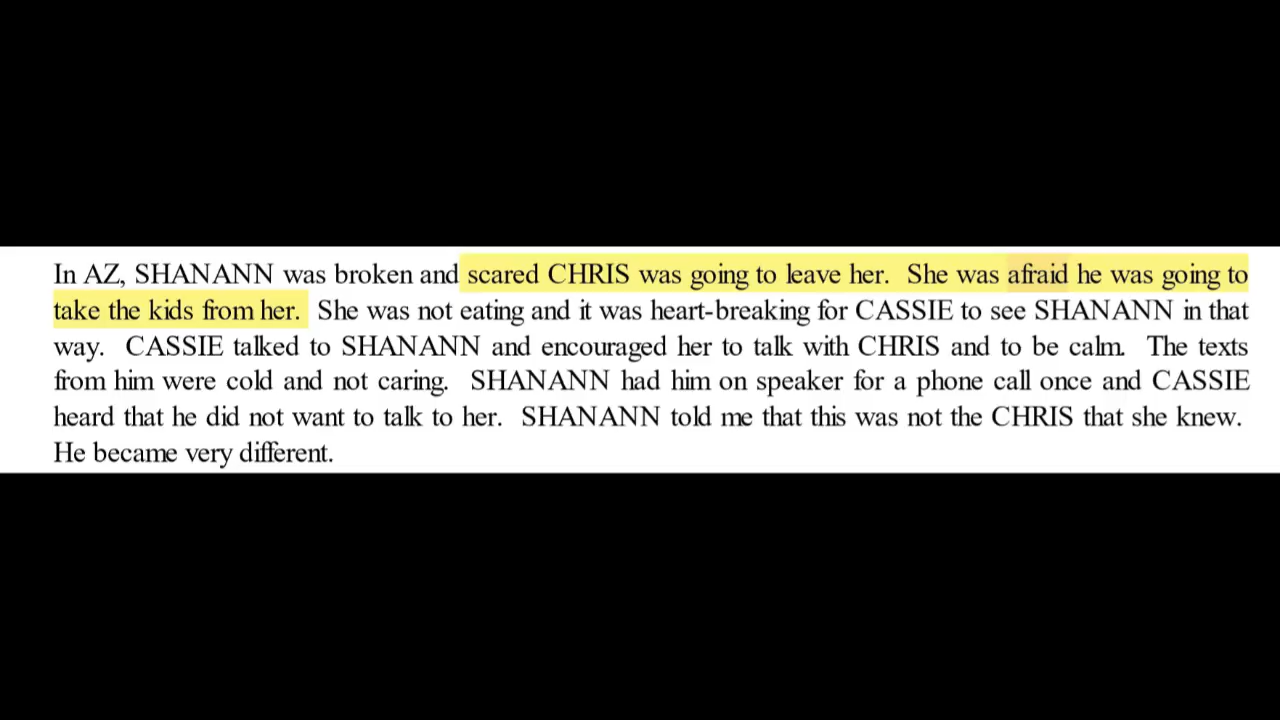 In AZ, SHANANN was broken and scared CHRIS was going to leave her.  She was afraid he was going to
take the kids from her.  She was not eating and it was heart-breaking for CASSIE to see SHANANN in that
way.  CASSIE talked to SHANANN and encouraged her to talk with CHRIS and to be calm.  The texts
from him were cold and not caring.  SHANANN had him on speaker for a phone call once and CASSIE
heard that he did not want to talk to her.  SHANANN told me that this was not the CHRIS that she knew.
He became very different.